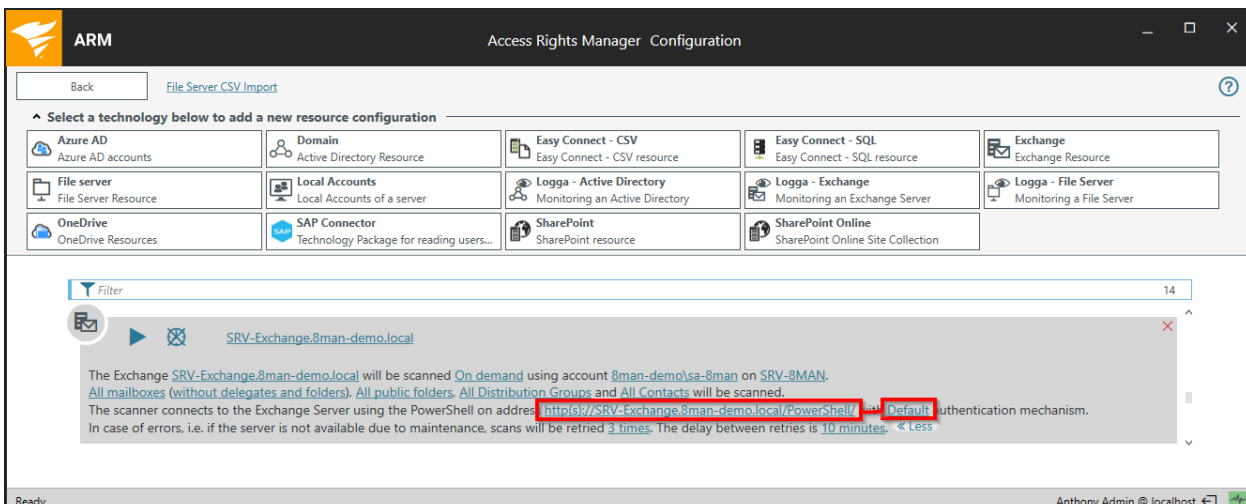 ARM
Access Rights Manager Configuration
Back
File Server CSV Import
Select a technology below to add a new resource configuration
Azure AD
Azure AD accounts
Domain
Active Directory Resource
Easy Connect - CSV
Easy Connect - CSV resource
Easy Connect - SQL
Easy Connect - SQL resource
Exchange
Exchange Resource
File server
File Server Resource
Local Accounts
Local Accounts of a server
Logga - Active Directory
Monitoring an Active Directory
Logga - Exchange
Monitoring an Exchange Server
Logga - File Server
Monitoring a File Server
OneDrive
OneDrive Resources
SAP
SAP Connector
Technology Package for reading users...
SharePoint
SharePoint resource
SharePoint Online
SharePoint Online Site Collection
Filter
14
SRV-Exchange.8man-demo.local
The Exchange SRV-Exchange.8man-demo.local will be scanned On demand using account 8man-demo\sa-8man on SRV-8MAN.
All mailboxes (without delegates and folders), All public folders, All Distribution Groups and All Contacts will be scanned.
The scanner connects to the Exchange Server using the PowerShell on address http(s)://SRV-Exchange.8man-demo.local/PowerShell/ with Default authentication mechanism.
In case of errors, i.e. if the server is not available due to maintenance, scans will be retried 3 times. The delay between retries is 10 minutes. « Less
Ready
Anthony Admin @ localhost